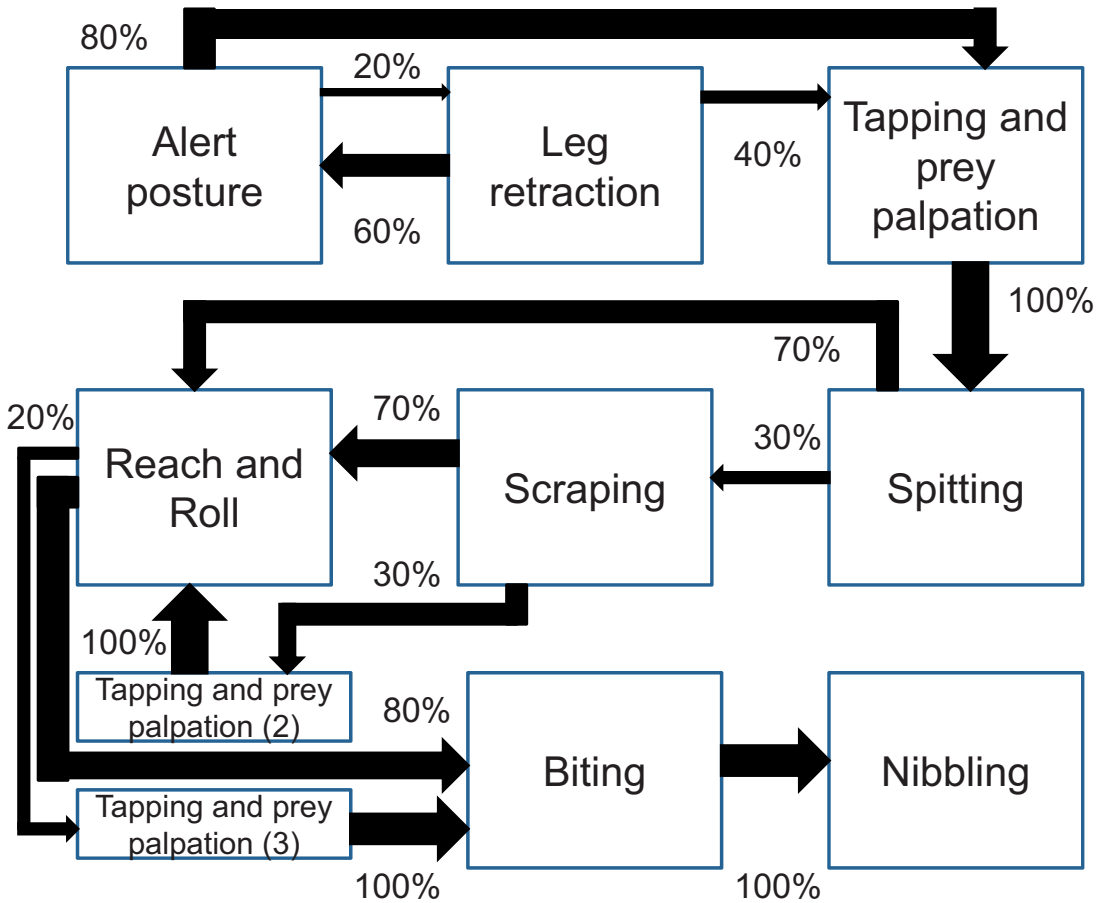 80%
20%
Alert
posture
Leg
retraction
Tapping and
prey
palpation
40%
60%
100%
70%
20%
70%
30%
Reach and
Roll
Scraping
Spitting
30%
100%
Tapping and prey
palpation (2)
80%
Biting
Nibbling
Tapping and prey
palpation (3)
100%
100%